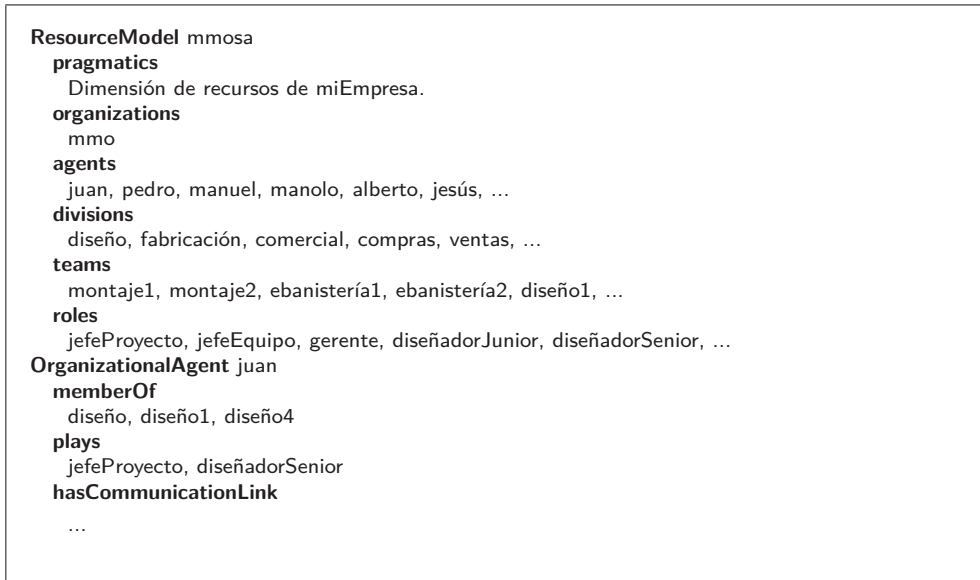 ResourceModel mmosa
pragmatics
Dimensión de recursos de miEmpresa.
organizations
mmo
agents
juan, pedro, manuel, manolo, alberto, jesús, ...
divisions
diseño, fabricación, comercial, compras, ventas, ...
teams
montaje1, montaje2, ebanistería1, ebanistería2, diseño1, ...
roles
jefeProyecto, jefeEquipo, gerente, diseñadorJunior, diseñadorSenior, ...
OrganizationalAgent juan
memberOf
diseño, diseño1, diseño4
plays
jefeProyecto, diseñadorSenior
hasCommunicationLink
...